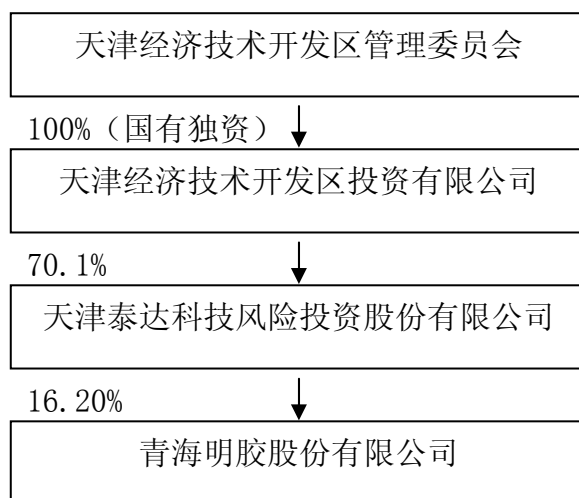 天津经济技术开发区管理委员会
100%（国有独资）
天津经济技术开发区投资有限公司
70.1%
天津泰达科技风险投资股份有限公司
16.20%
青海明胶股份有限公司